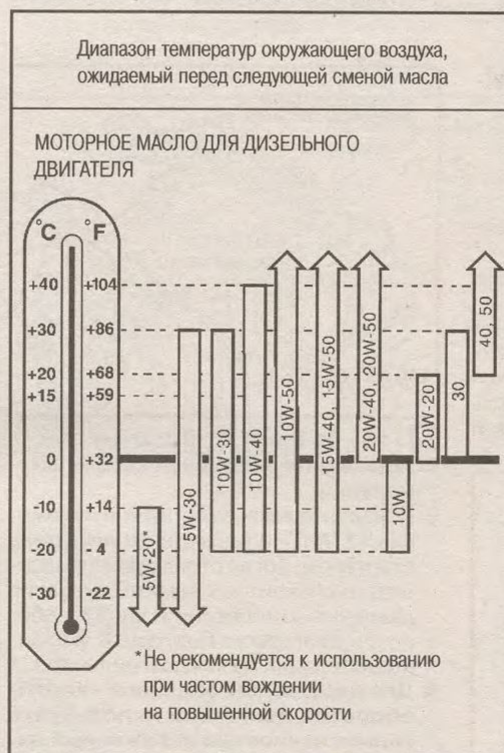 Диапазон температур окружающего воздуха,
ожидаемый перед следующей сменой масла
МОТОРНОЕ МАСЛО ДЛЯ ДИЗЕЛЬНОГО
ДВИГАТЕЛЯ
°C °F
+40 +104
+30 +86
+20 +68
+15 +59
0 +32
-10 +14
-20 -4
-30 -22
5W-20*
5W-30
10W-30
10W-40
10W-50
15W-40, 15W-50
20W-40, 20W-50
10W
20W-20
30
40, 50
*Не рекомендуется к использованию
при частом вождении
на повышенной скорости